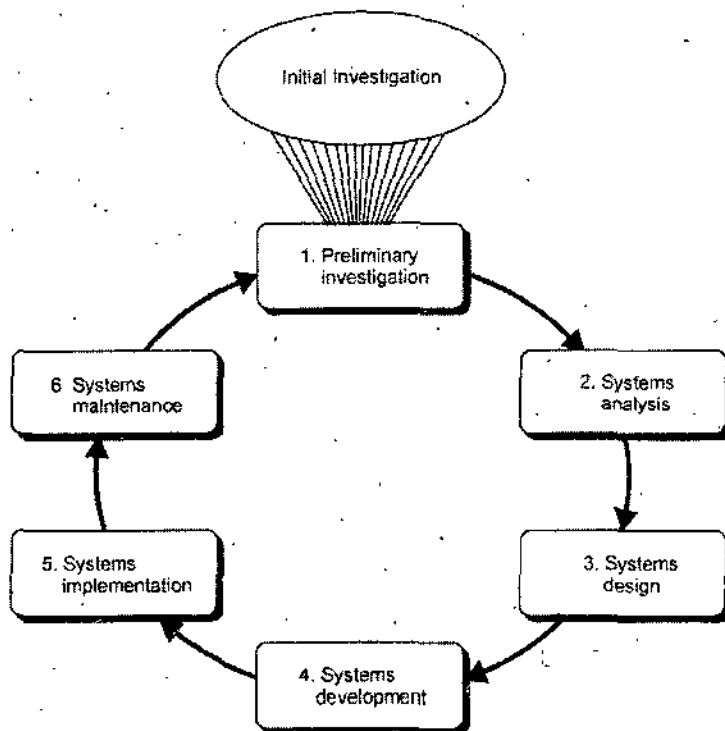 Initial Investigation
1. Preliminary
investigation
6 Systems
maintenance
2. Systems
analysis
5. Systems
implementation
3. Systems
design
4. Systems
development